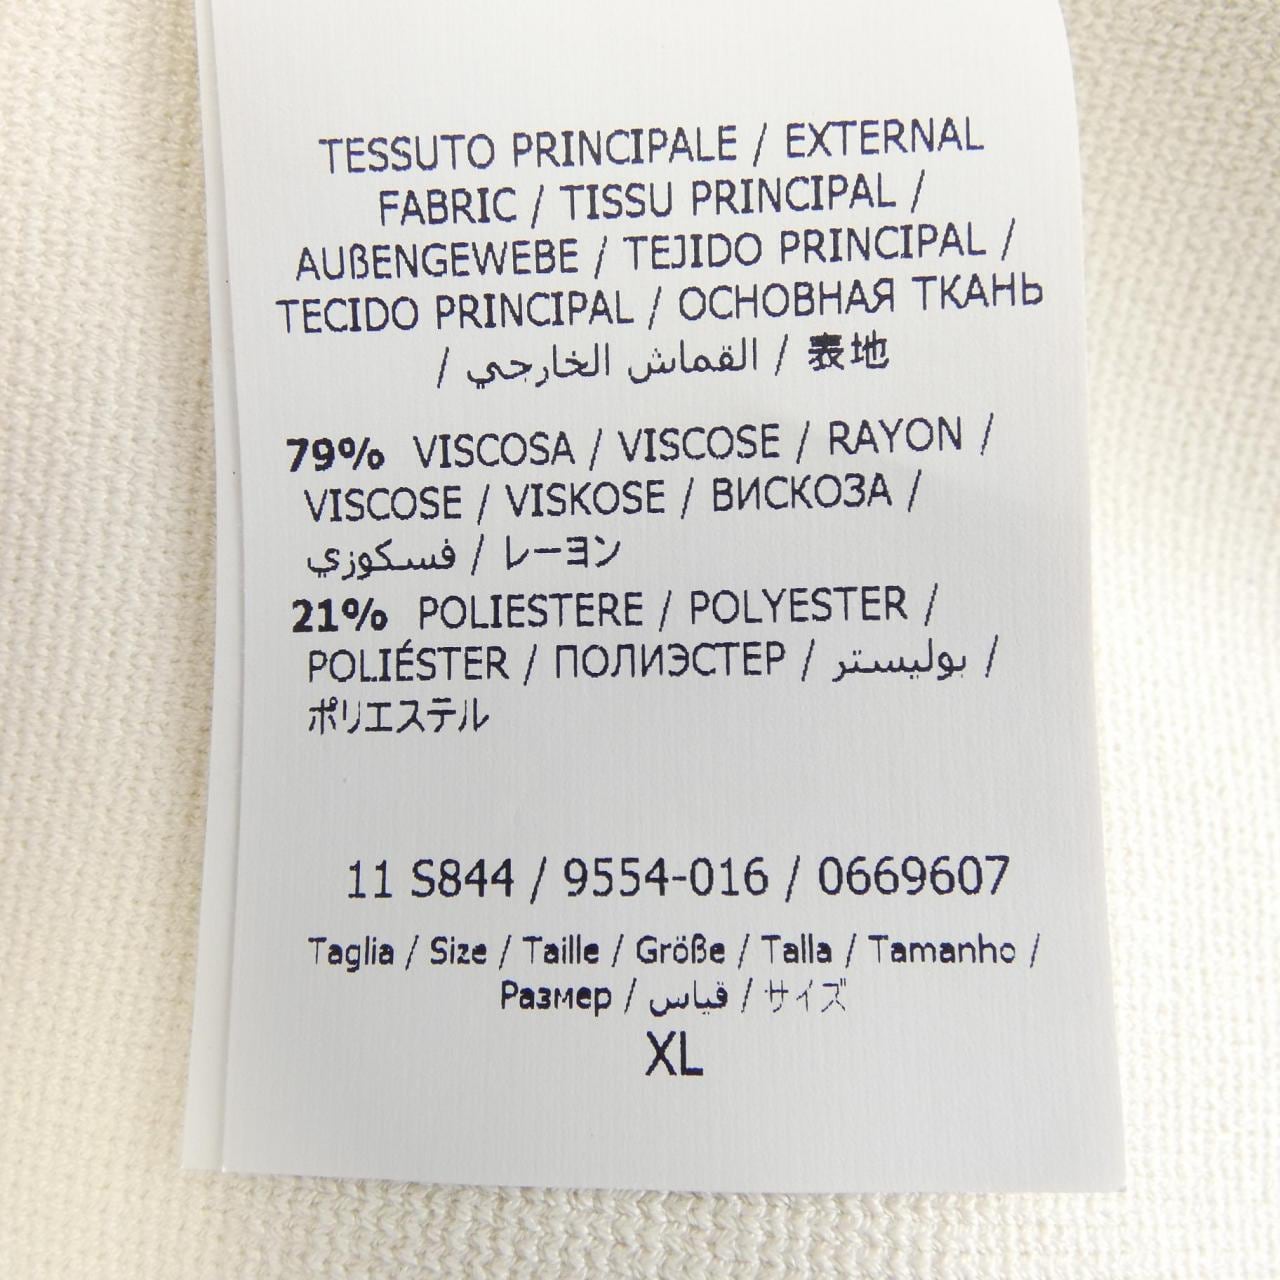 TESSUTO PRINCIPALE / EXTERNAL
FABRIC / TISSU PRINCIPAL /
AUßENGEWEBE / TEJIDO PRINCIPAL /
TECIDO PRINCIPAL / ОСНОВНАЯ ТКАНЬ
/ القماش الخارجي / 表地
79% VISCOSA / VISCOSE / RAYON /
VISCOSE / VISKOSE / ВИСКОЗА /
فسكوزي / レーヨン
21% POLIESTERE / POLYESTER /
POLIÉSTER / ПОЛИЭСТЕР / بوليستر /
ポリエステル
11 S844 / 9554-016 / 0669607
Taglia / Size / Taille / Größe / Talla / Tamanho /
Размер / قياس / サイズ
XL